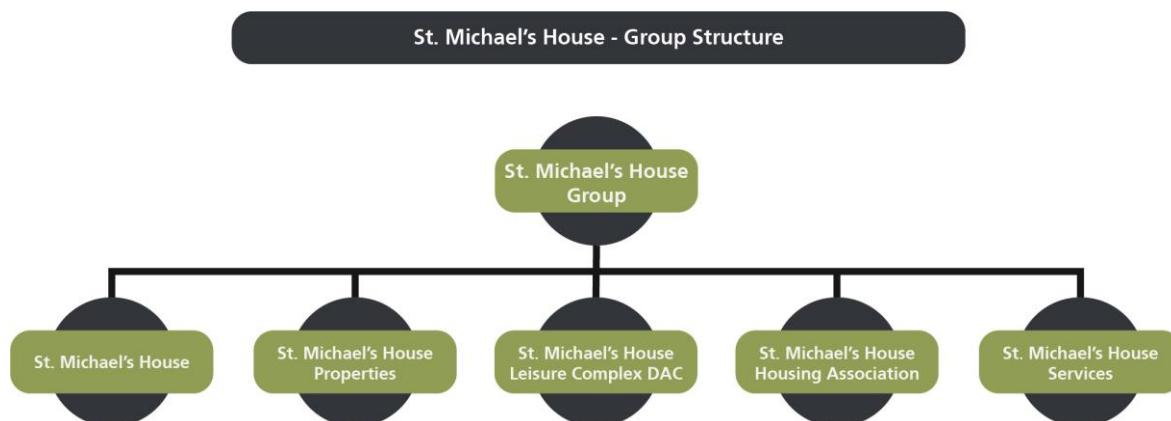 St. Michael’s House - Group Structure
St. Michael’s House
Group
St. Michael’s House
St. Michael’s House
Properties
St. Michael’s House
Leisure Complex DAC
St. Michael’s House
Housing Association
St. Michael’s House
Services